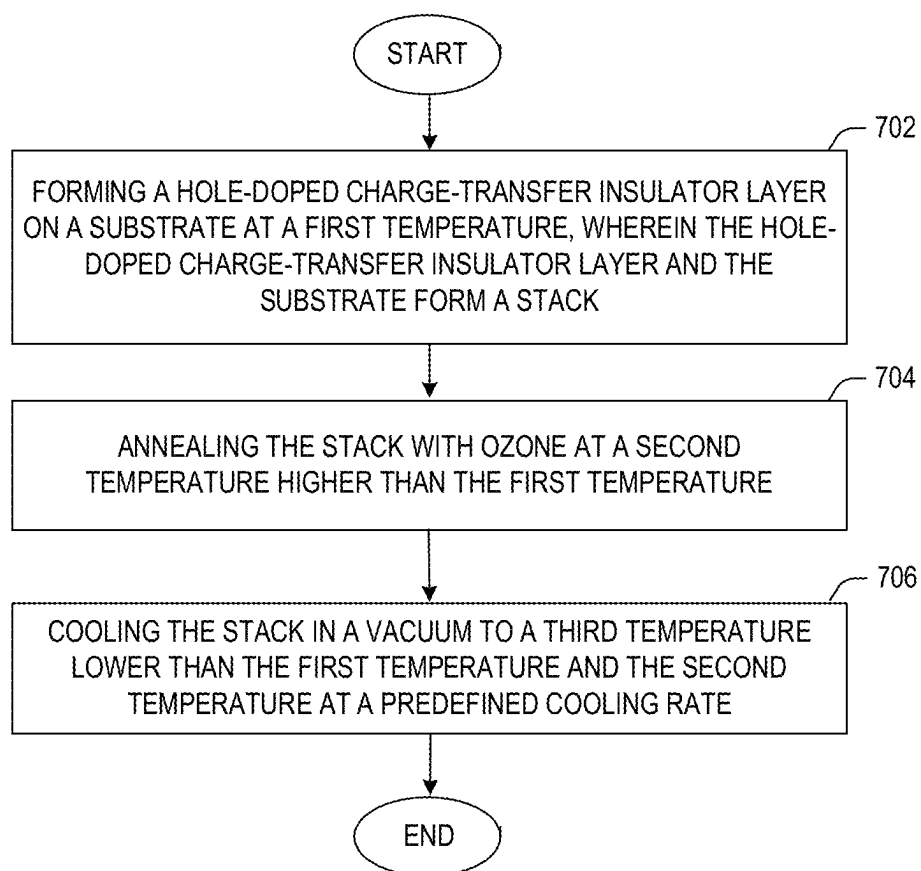 START
702
FORMING A HOLE-DOPED CHARGE-TRANSFER INSULATOR LAYER
ON A SUBSTRATE AT A FIRST TEMPERATURE, WHEREIN THE HOLE-
DOPED CHARGE-TRANSFER INSULATOR LAYER AND THE
SUBSTRATE FORM A STACK
704
ANNEALING THE STACK WITH OZONE AT A SECOND
TEMPERATURE HIGHER THAN THE FIRST TEMPERATURE
706
COOLING THE STACK IN A VACUUM TO A THIRD TEMPERATURE
LOWER THAN THE FIRST TEMPERATURE AND THE SECOND
TEMPERATURE AT A PREDEFINED COOLING RATE
END